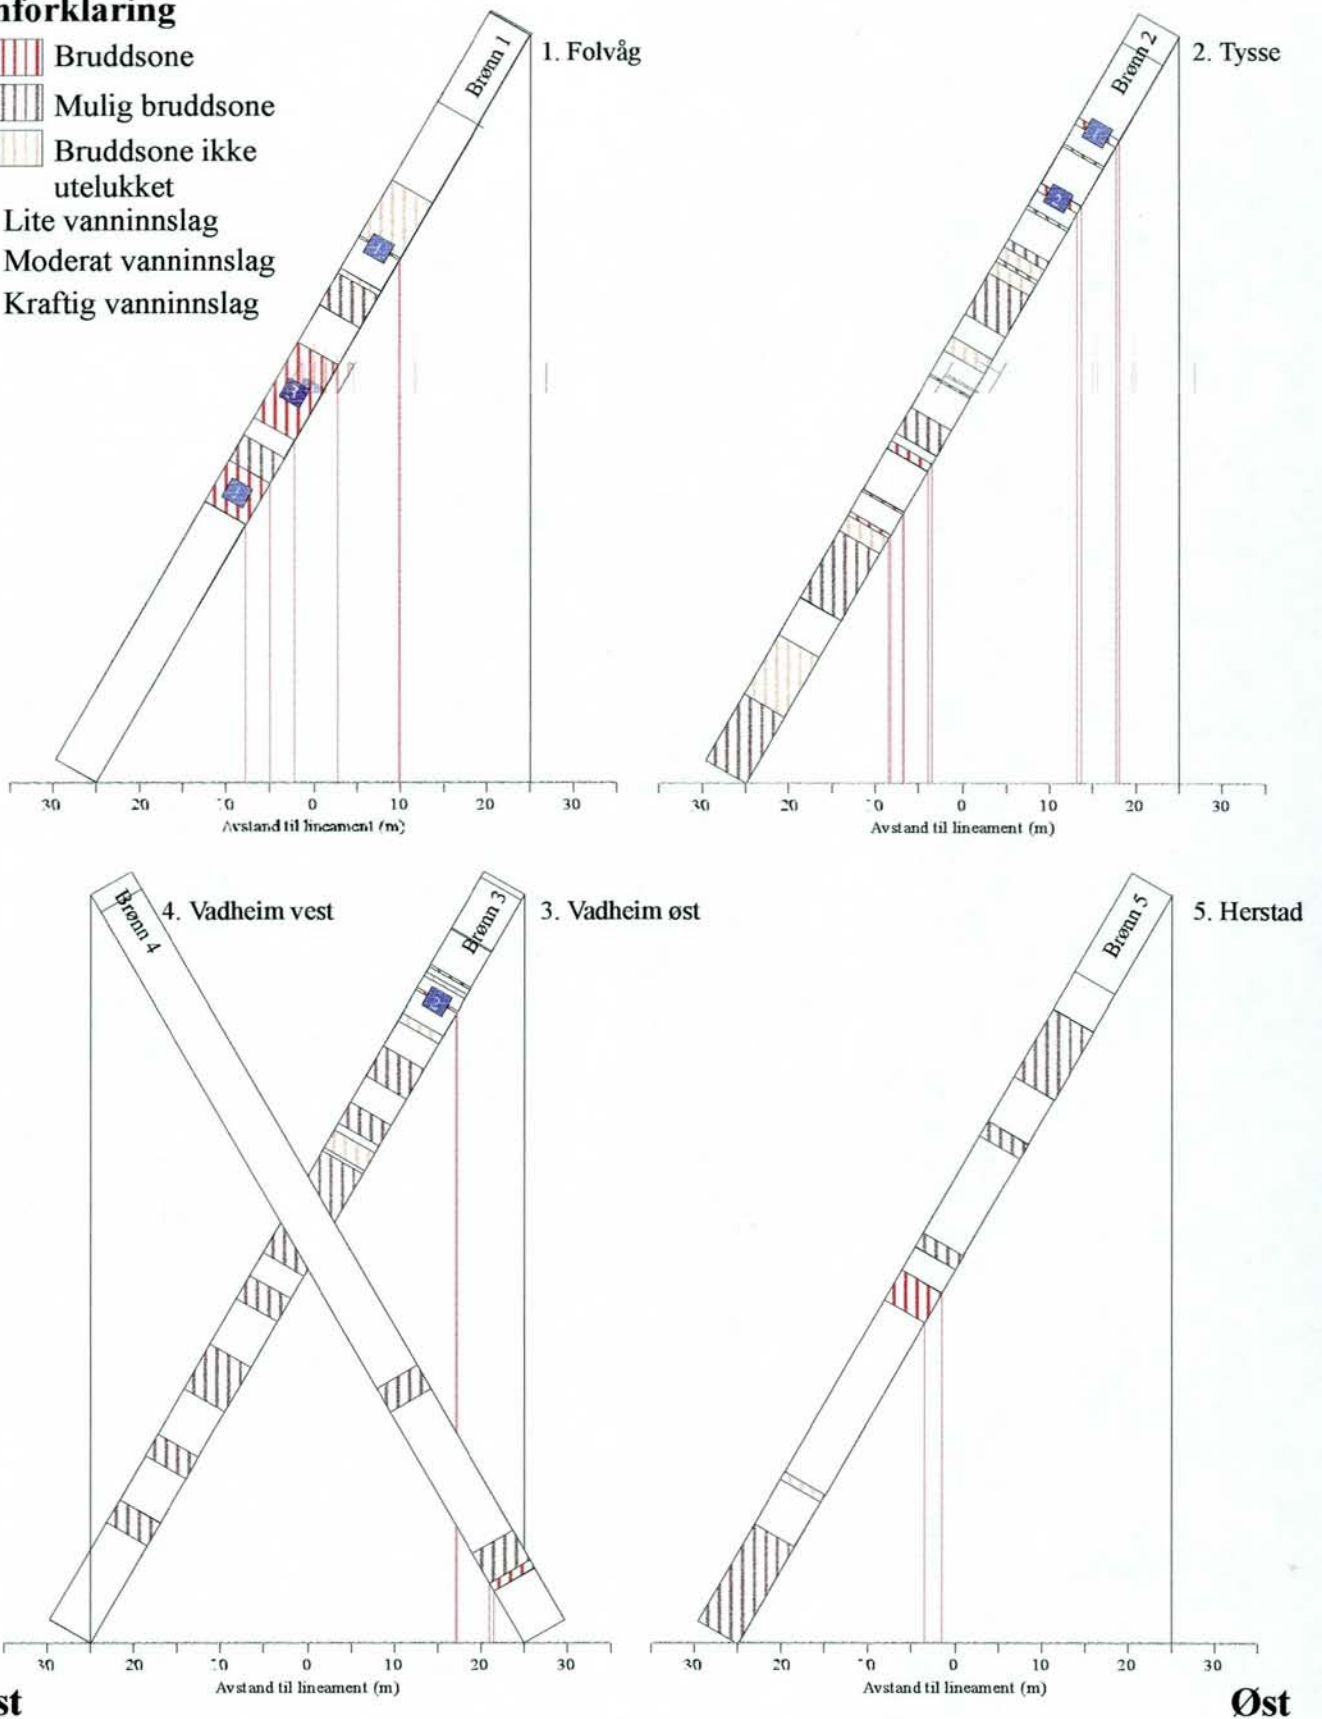 nforklaring
Bruddsone
Mulig bruddsone
Bruddsone ikke
utelukket
Lite vanninnslag
Moderat vanninnslag
Kraftig vanninnslag
Brønn 1
1. Folvåg
30 20 10 0 10 20 30
Avstand til lineament (m)
Brønn 2
2. Tysse
1
2
30 20 10 0 10 20 30
Avstand til lineament (m)
Brønn 4
4. Vadheim vest
Brønn 3
3. Vadheim øst
2
30 20 10 0 10 20 30
Avstand til lineament (m)
Brønn 5
5. Herstad
30 20 10 0 10 20 30
Avstand til lineament (m)
st
Øst